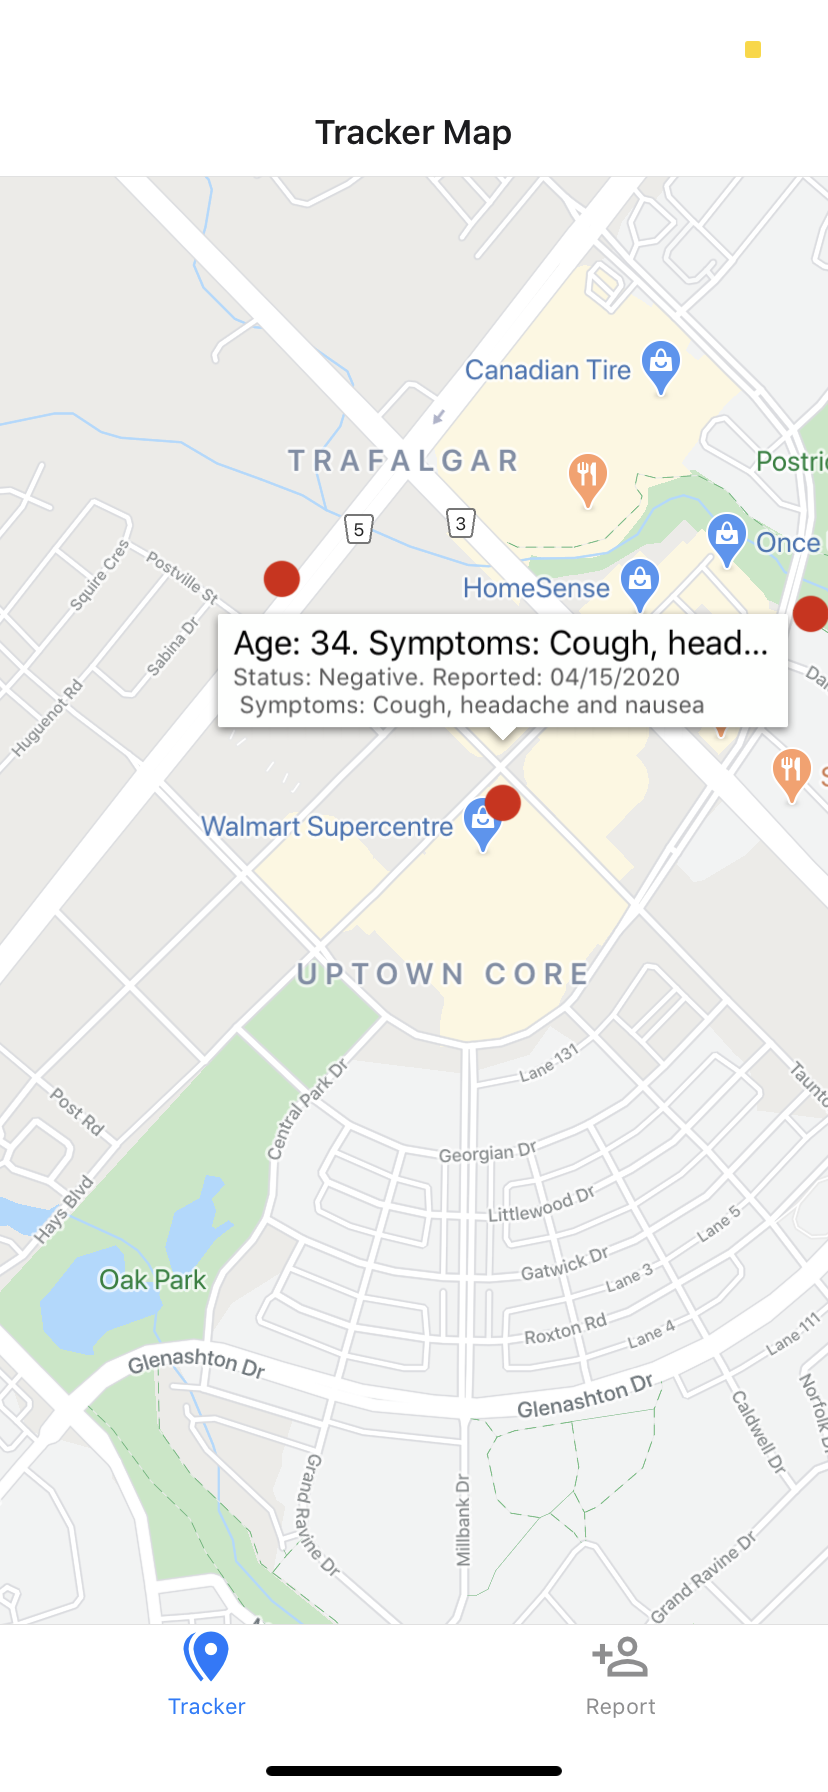 Tracker Map
Canadian Tire
TRAFALGAR
Postric
5
3
Once
HomeSense
Squire Cres
Postville St
Sabina Dr
Huguenot Rd
Age: 34. Symptoms: Cough, head...
Status: Negative. Reported: 04/15/2020
Symptoms: Cough, headache and nausea
Dar
S
Walmart Supercentre
UPTOWN CORE
Lane 131
Taunto
Post Rd
Central Park Dr
Georgian Dr
Hays Blvd
Littlewood Dr
Lane 5
Oak Park
Gatwick Dr
Lane 3
Roxton Rd
Lane 4
Lane 111
Glenashton Dr
Glenashton Dr
Caldwell Dr
Norfolk D
Grand Ravine Dr
Millbank Dr
Grand Ravine Dr
Tracker
Report